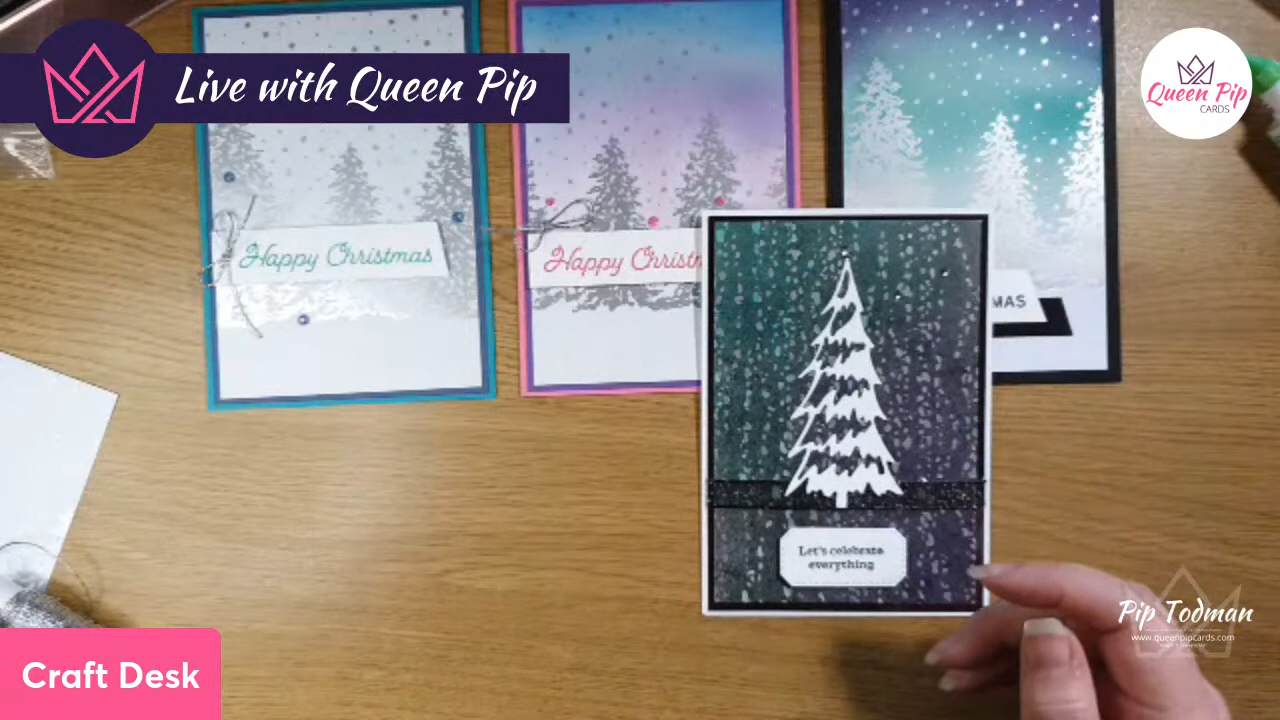 Live with Queen Pip
Queen Pip
CARDS
Happy Christmas
Happy Christm
MAS
Let's celebrate
everything
Pip Todman
www.queenpipcards.com
Craft Desk